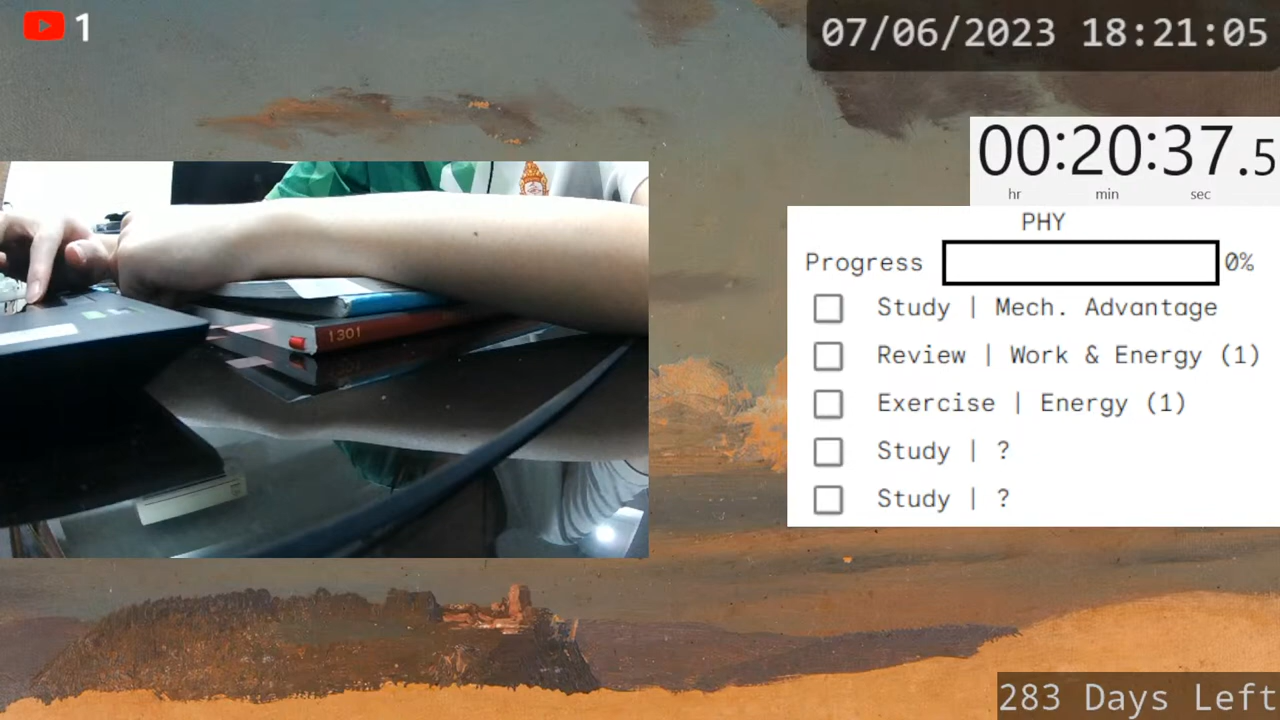 1
07/06/2023 18:21:05
00:20:37.5
hr min sec
PHY
Progress 0%
Study | Mech. Advantage
Review | Work & Energy (1)
Exercise | Energy (1)
Study | ?
Study | ?
1301
283 Days Left